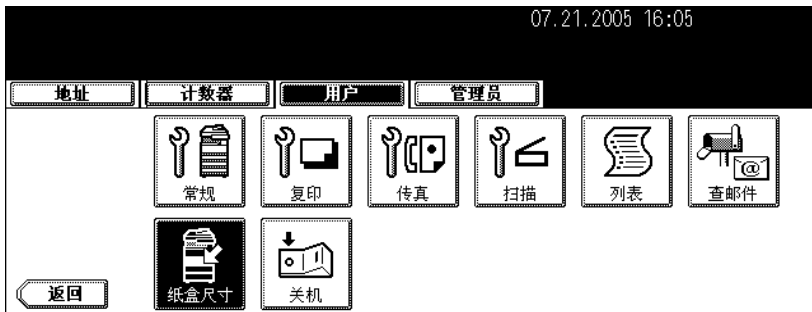 07.21.2005 16:05
地址 计数器 用户 管理员
常规 复印 传真 扫描 列表 查邮件
纸盒尺寸 关机
返回